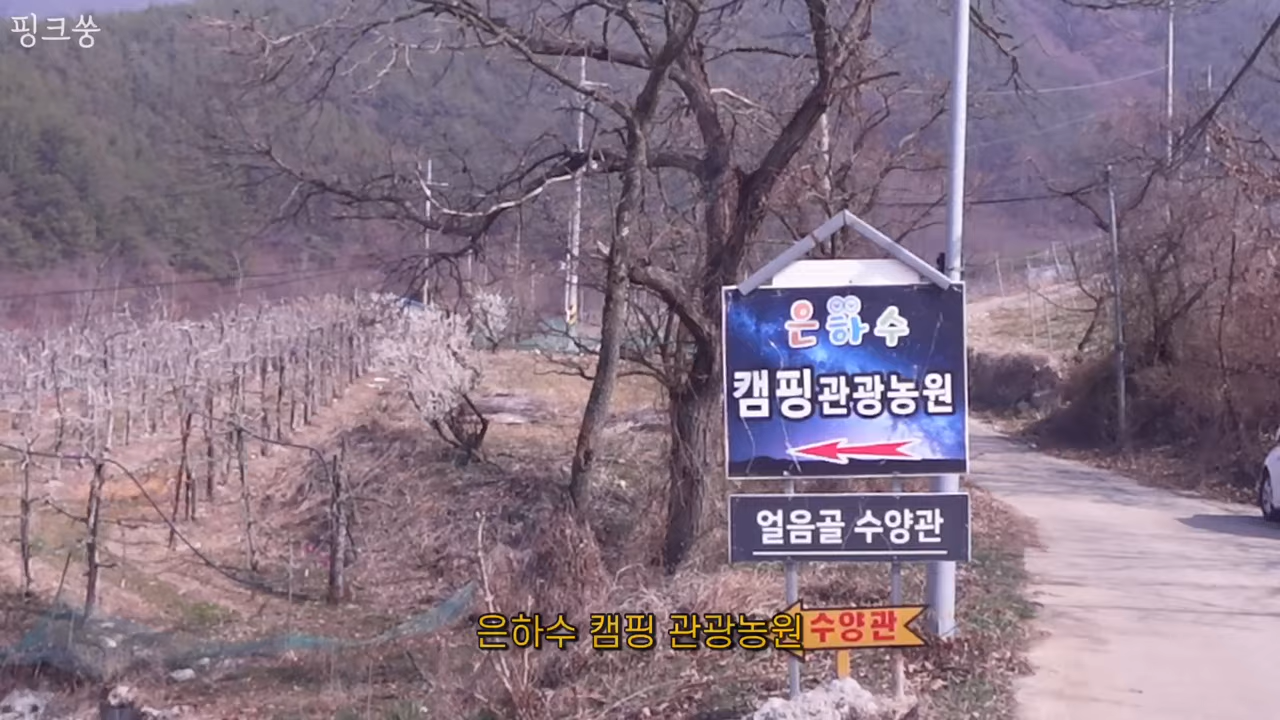 핑크쑹
은하수
캠핑관광농원
얼음골 수양관
수양관
은하수 캠핑 관광농원